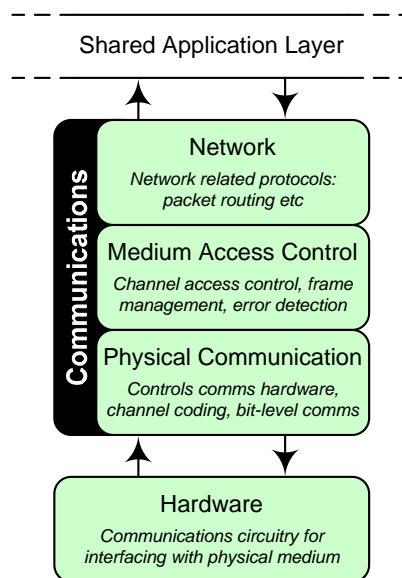 Shared Application Layer
Communications
Network
Network related protocols:
packet routing etc
Medium Access Control
Channel access control, frame
management, error detection
Physical Communication
Controls comms hardware,
channel coding, bit-level comms
Hardware
Communications circuitry for
interfacing with physical medium